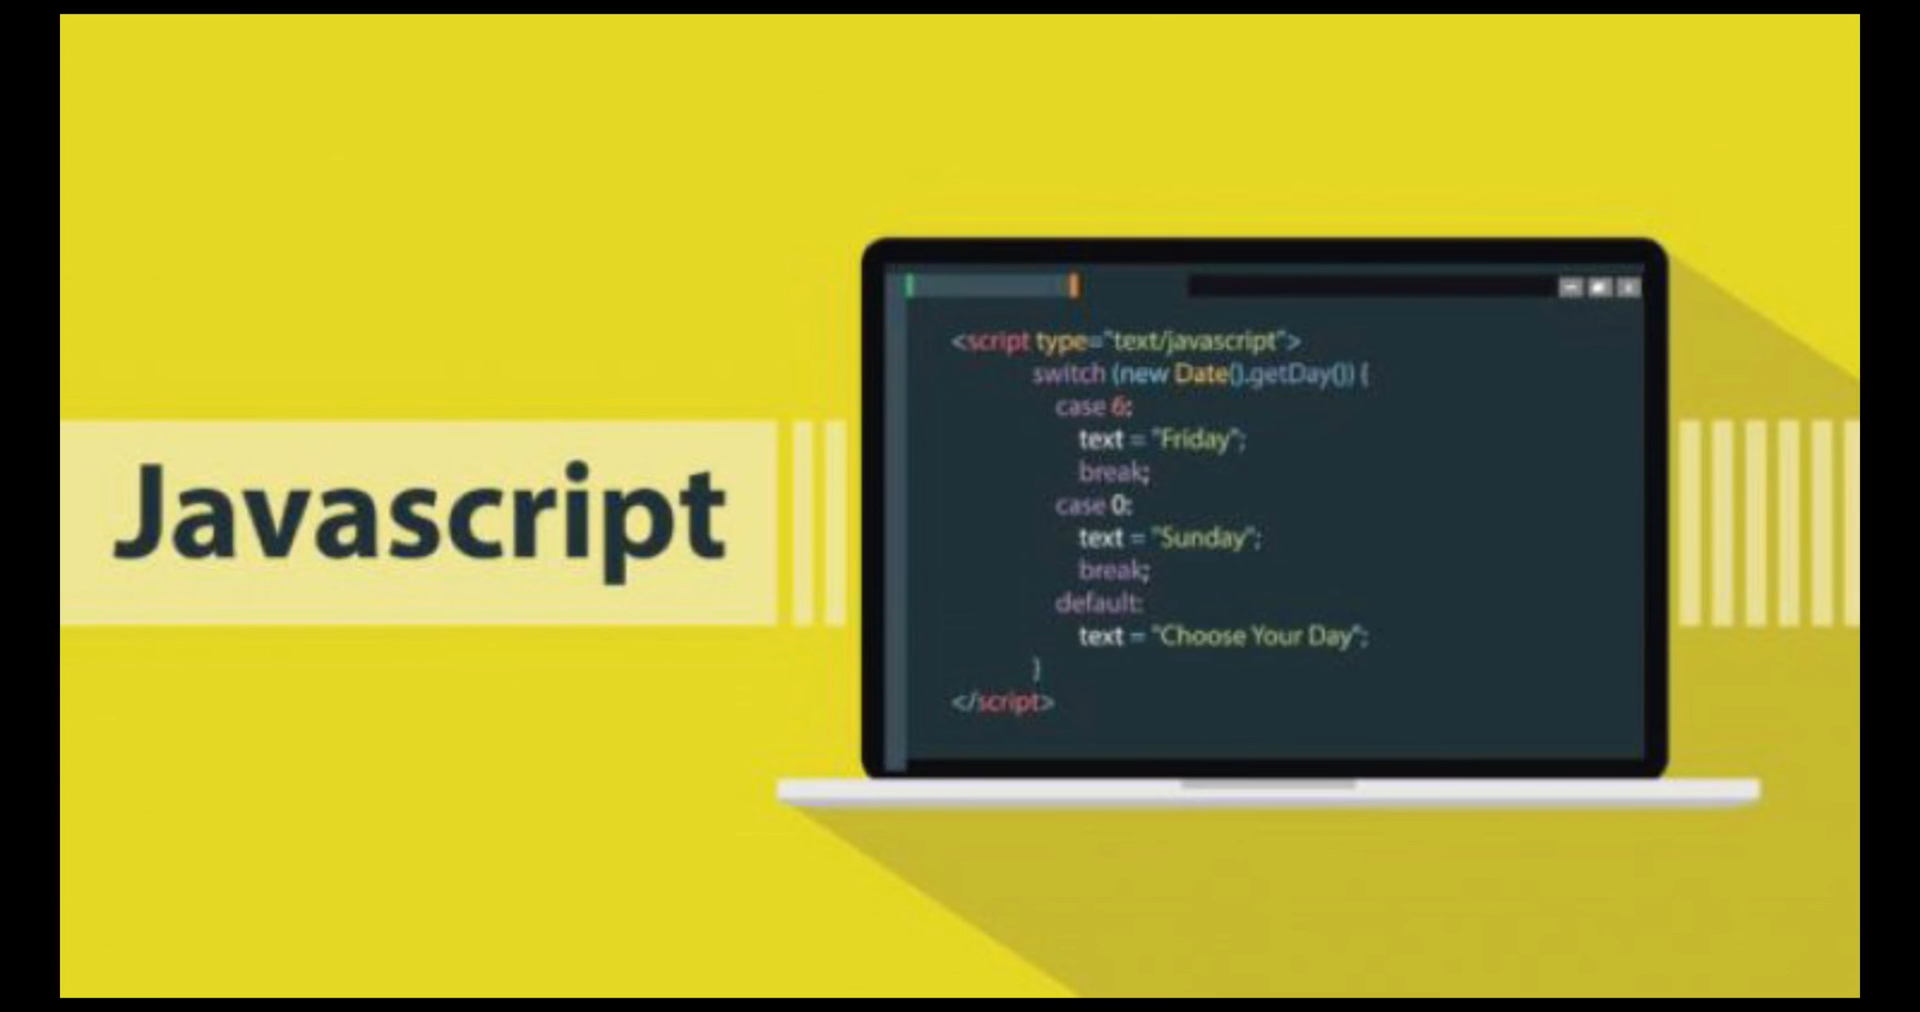 Javascript
<script type="text/javascript">
switch (new Date().getDay()) {
case 6:
text = "Friday";
break;
case 0:
text = "Sunday";
break;
default:
text = "Choose Your Day";
}
</script>